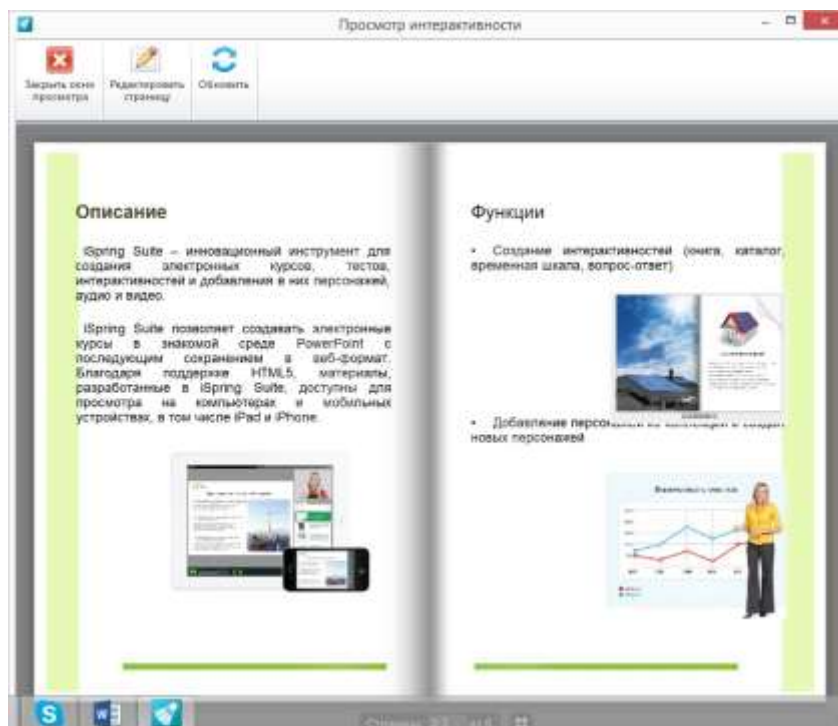 Просмотр интерактивности
Закрыть окно
просмотра
Редактировать
страницу
Обновить
Описание
iSpring Suite – инновационный инструмент для
создания электронных курсов, тестов,
интерактивностей и добавления в них персонажей,
аудио и видео.
iSpring Suite позволяет создавать электронные
курсы в знакомой среде PowerPoint с
последующим сохранением в веб-формат.
Благодаря поддержке HTML5, материалы,
разработанные в iSpring Suite, доступны для
просмотра на компьютерах и мобильных
устройствах, в том числе iPad и iPhone.
Функции
• Создание интерактивностей (книга, каталог,
временная шкала, вопрос-ответ)
• Добавление
новых персонажей